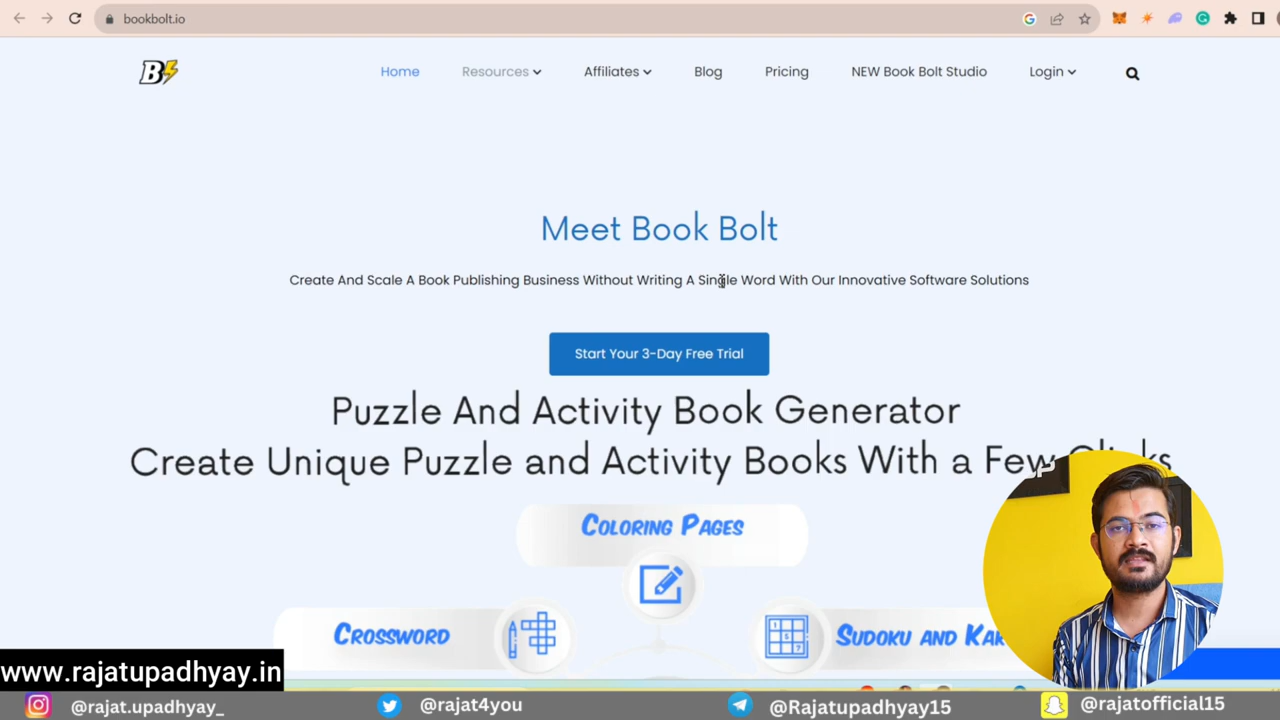 bookbolt.io
B
Home
Resources
Affiliates
Blog
Pricing
NEW Book Bolt Studio
Login
Meet Book Bolt
Create And Scale A Book Publishing Business Without Writing A Single Word With Our Innovative Software Solutions
Start Your 3-Day Free Trial
Puzzle And Activity Book Generator
Create Unique Puzzle and Activity Books With a Few Clicks
COLORING PAGES
CROSSWORD
SUDOKU AND
www.rajatupadhyay.in
@rajat.upadhyay_
@rajat4you
@Rajatupadhyay15
@rajatofficial15